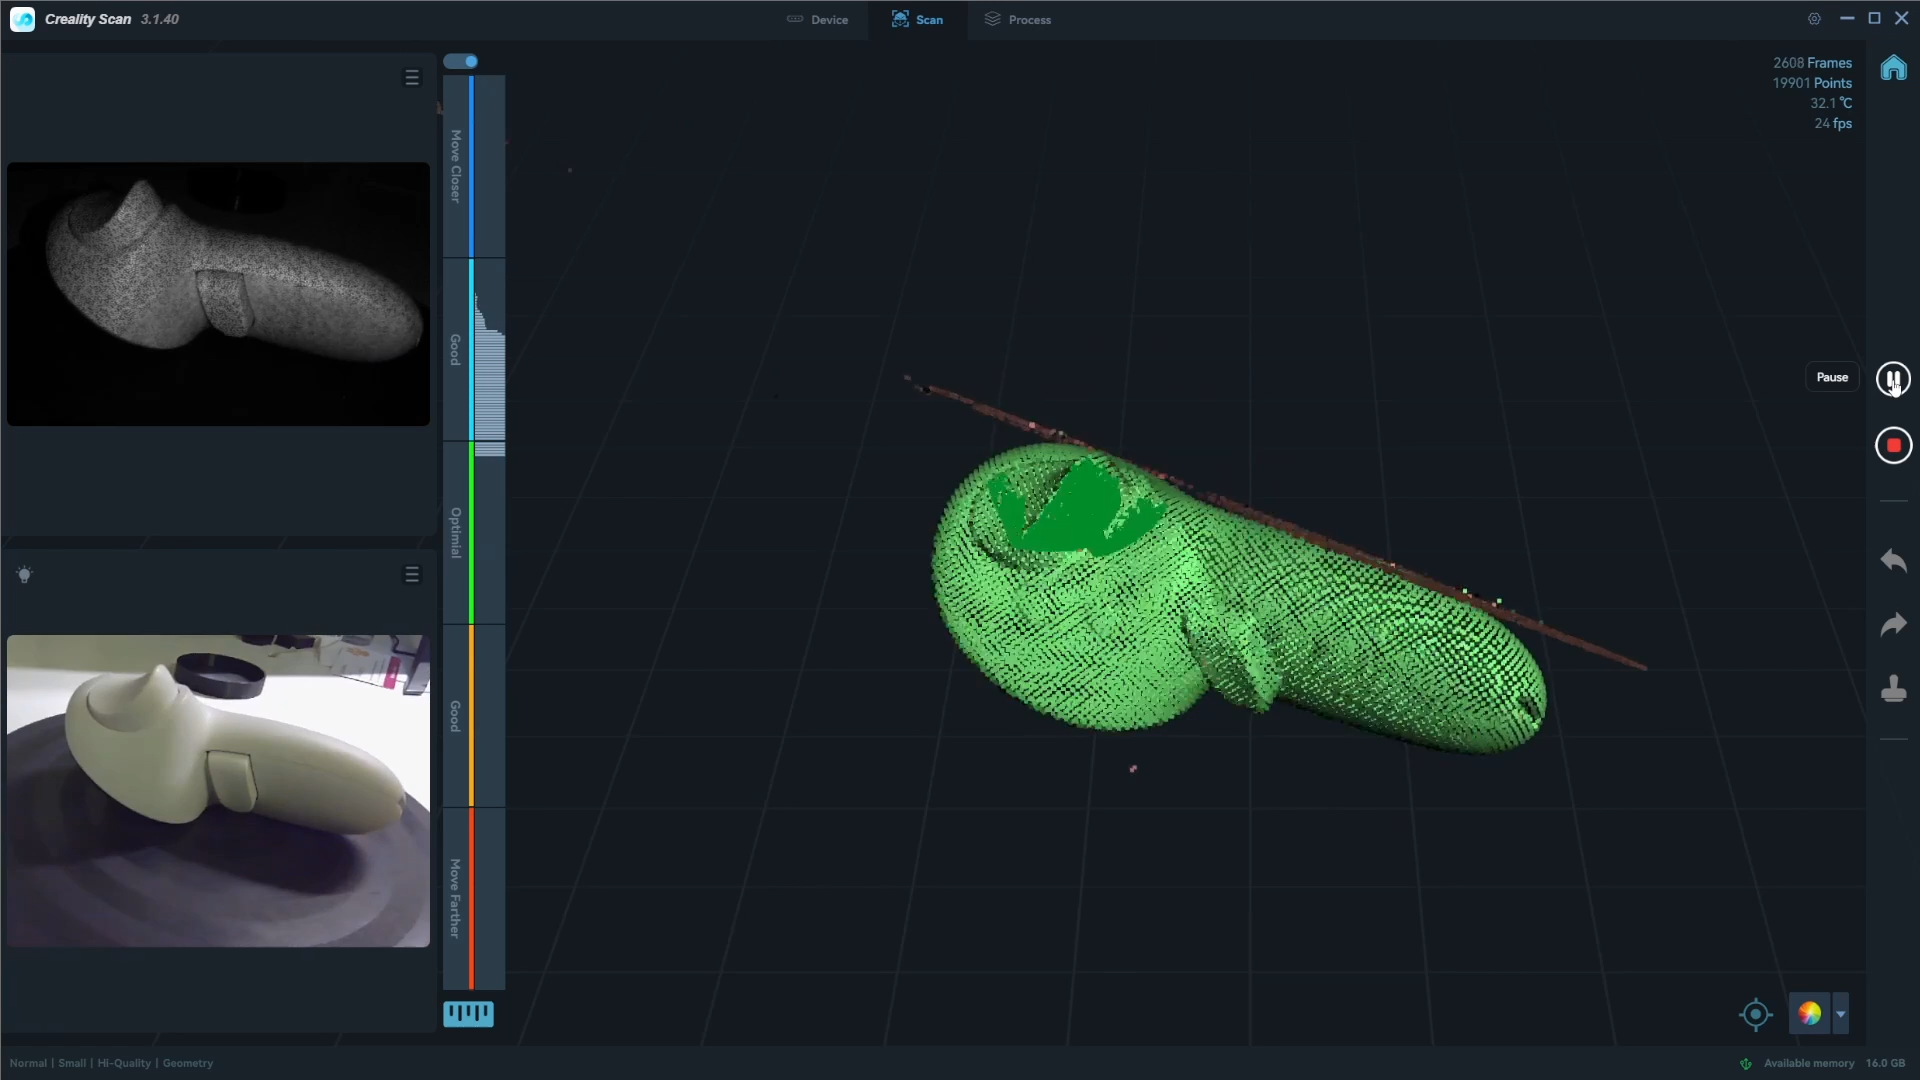 Creality Scan 3.1.40
Device
Scan
Process
2608 Frames
19901 Points
32.1 ℃
24 fps
Move Closer
Good
Optimial
Good
Move Farther
Pause
Normal | Small | Hi-Quality | Geometry
Available memory 16.0 GB